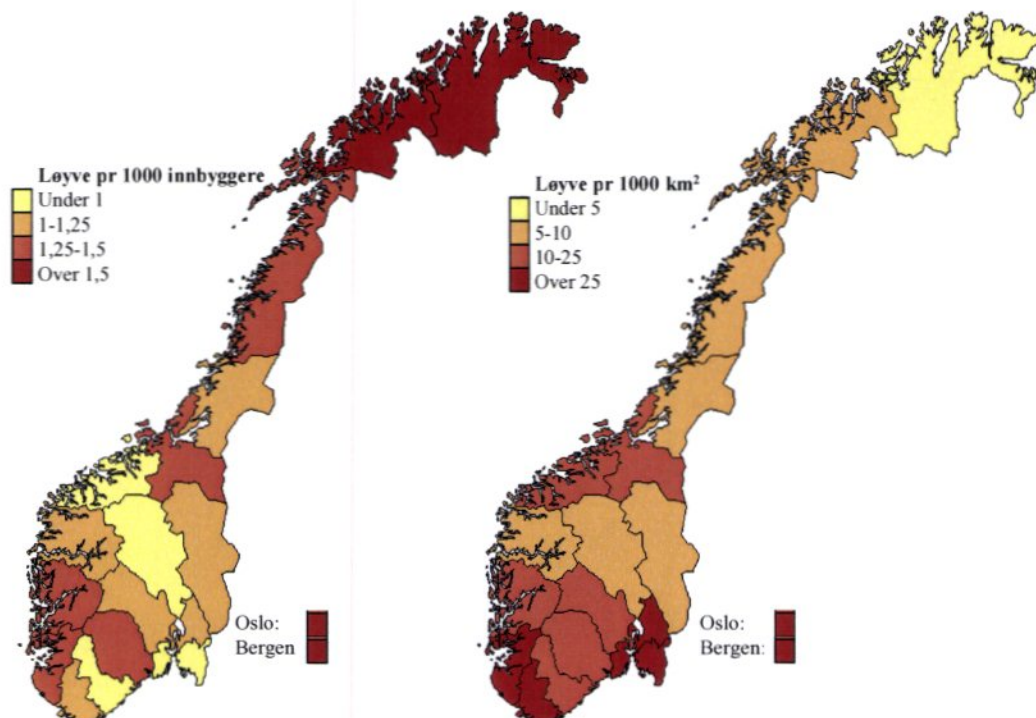 Løyve pr 1000 innbyggere
Under 1
1-1,25
1,25-1,5
Over 1,5
Oslo:
Bergen
Løyve pr 1000 km²
Under 5
5-10
10-25
Over 25
Oslo:
Bergen: